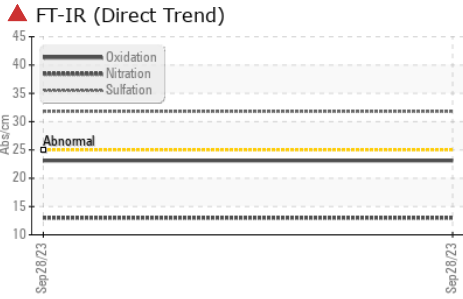 FT-IR (Direct Trend)
45
40
35
30
25
20
15
10
Abs/cm
Oxidation
Nitration
Sulfation
Abnormal
Sep28/23
Sep28/23